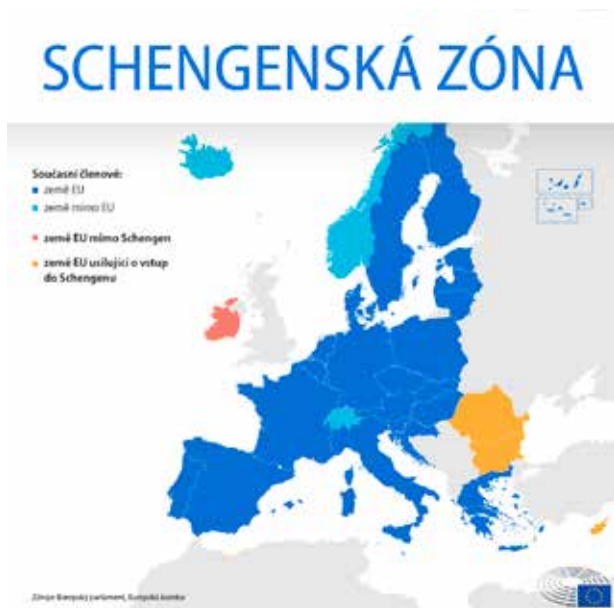 SCHENGENSKÁ ZÓNA
Současní členové:
země EU
země mimo EU
země EU mimo Schengen
země EU usilující o vstup
do Schengenu
Zdroje: Evropský parlament, Evropská komise